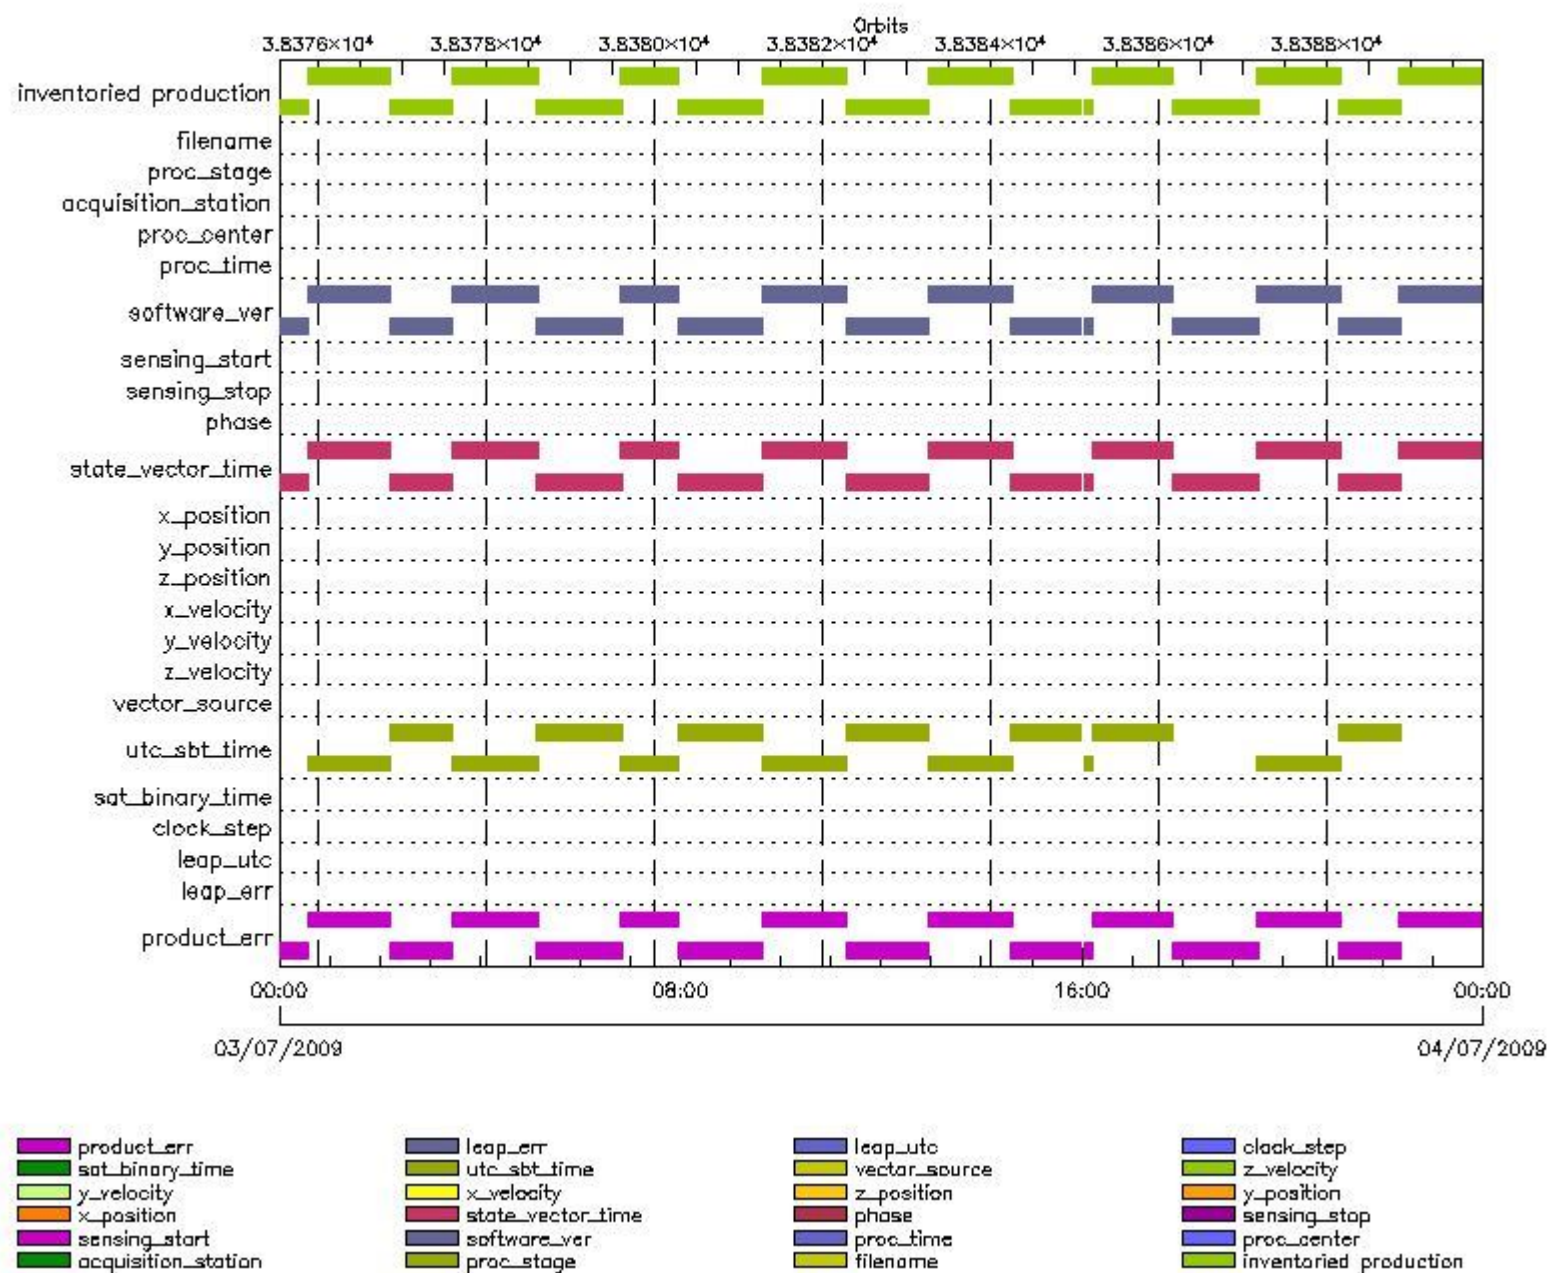 Orbits
3.8376×10⁴ 3.8378×10⁴ 3.8380×10⁴ 3.8382×10⁴ 3.8384×10⁴ 3.8386×10⁴ 3.8388×10⁴
inventoried production
filename
proc_stage
acquisition_station
proc_center
proc_time
software_ver
sensing_start
sensing_stop
phase
state_vector_time
x_position
y_position
z_position
x_velocity
y_velocity
z_velocity
vector_source
utc_sbt_time
sat_binary_time
clock_step
leap_utc
leap_err
product_err
00:00 08:00 16:00 00:00
03/07/2009 04/07/2009
product_err leap_err leap_utc clock_step
sat_binary_time utc_sbt_time vector_source z_velocity
y_velocity x_velocity z_position y_position
x_position state_vector_time phase sensing_stop
sensing_start software_ver proc_time proc_center
acquisition_station proc_stage filename inventoried production